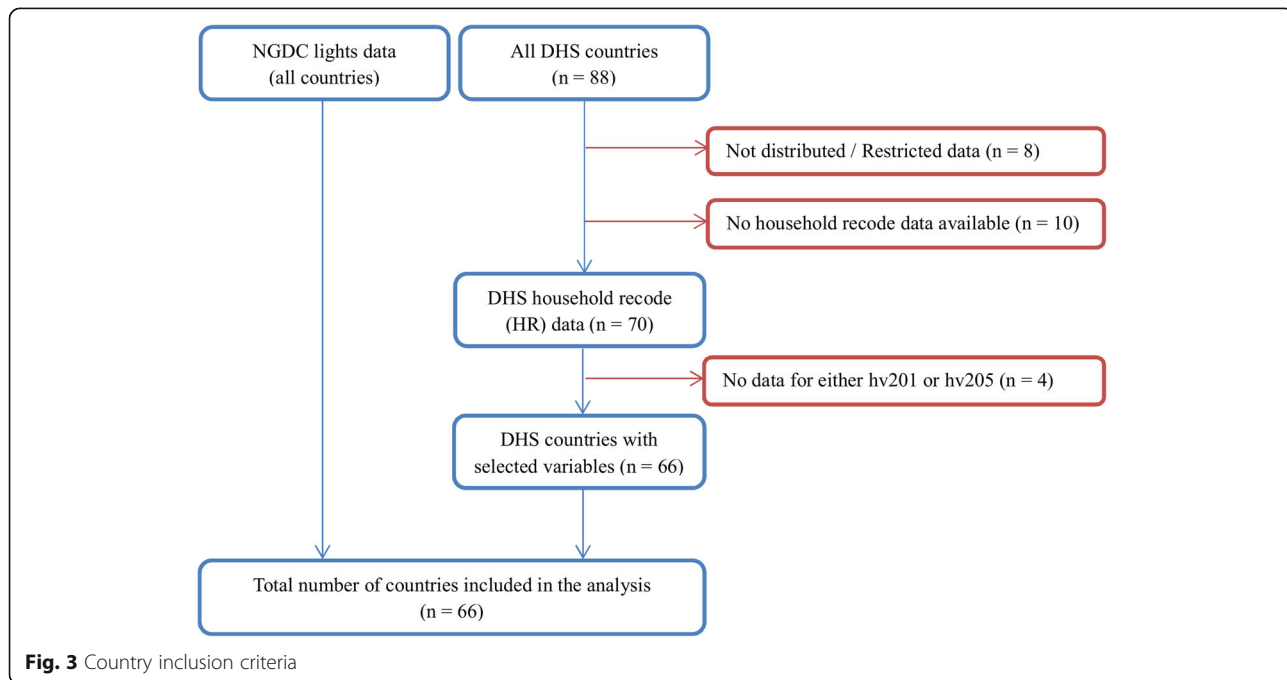 NGDC lights data
(all countries)
All DHS countries
(n = 88)
Not distributed / Restricted data (n = 8)
No household recode data available (n = 10)
DHS household recode
(HR) data (n = 70)
No data for either hv201 or hv205 (n = 4)
DHS countries with
selected variables (n = 66)
Total number of countries included in the analysis
(n = 66)
Fig. 3 Country inclusion criteria